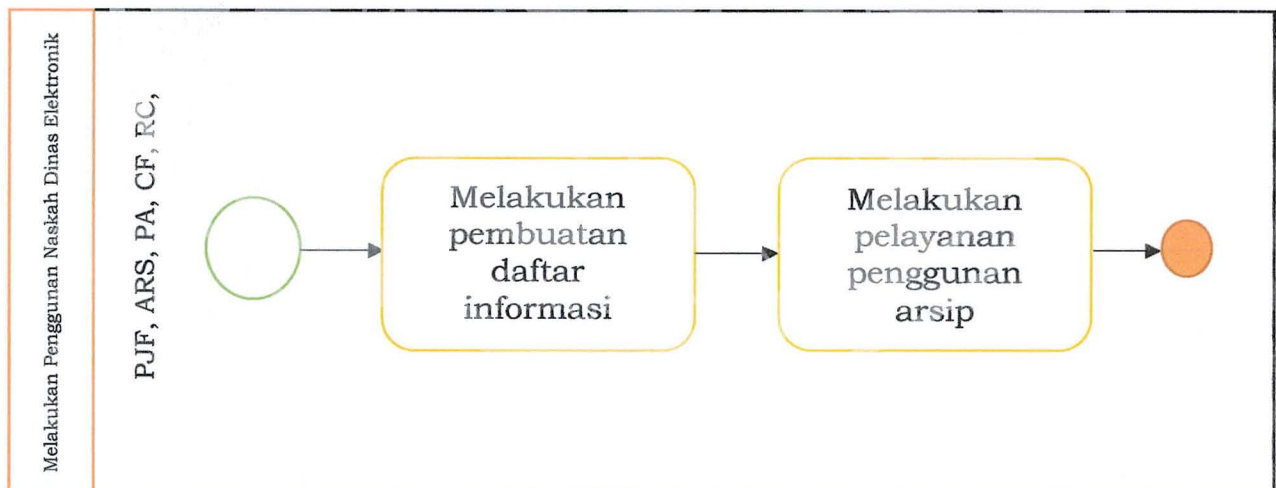 Melakukan Penggunan Naskah Dinas Elektronik
PJF, ARS, PA, CF, RC,
Melakukan
pembuatan
daftar
informasi
Melakukan
pelayanan
penggunan
arsip